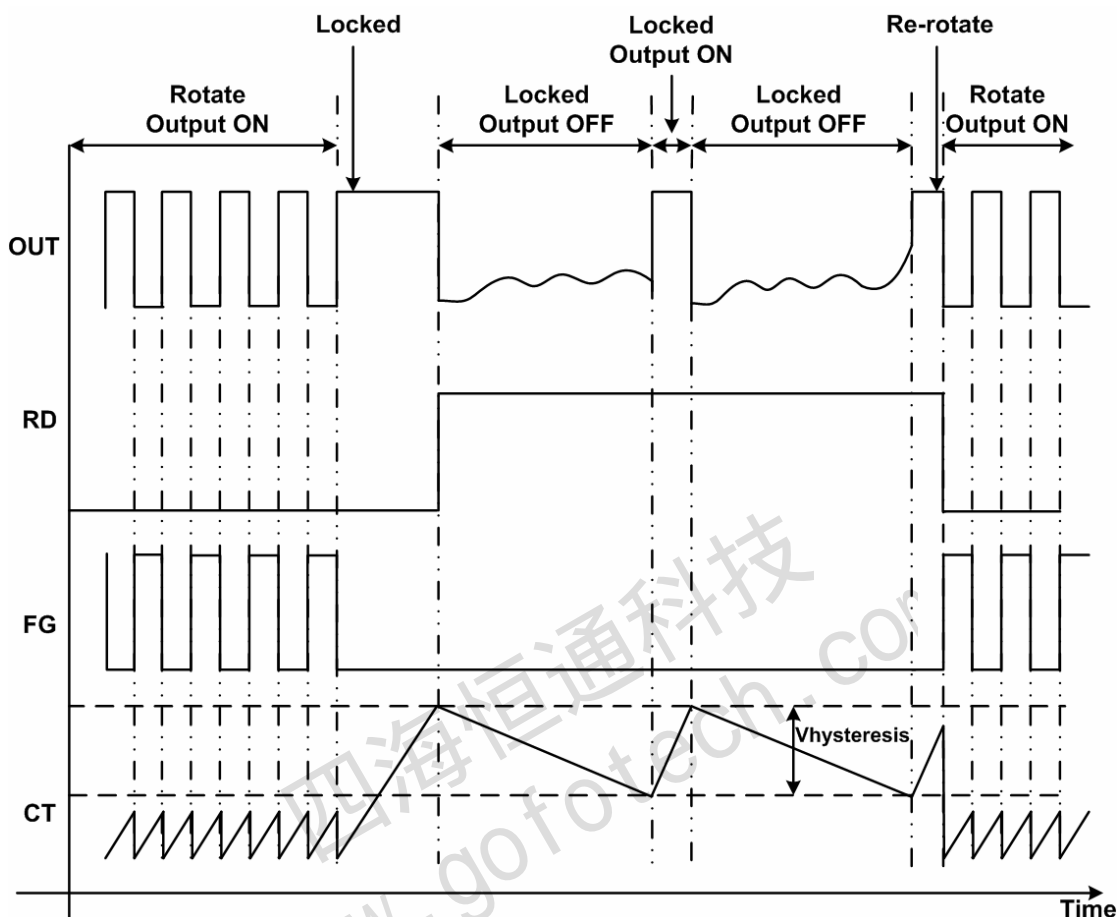 Locked
Locked
Output ON
Re-rotate
Rotate
Output ON
Locked
Output OFF
Locked
Output OFF
Rotate
Output ON
OUT
RD
FG
Vhysteresis
CT
Time
四海恒通科技
www.gofotech.com